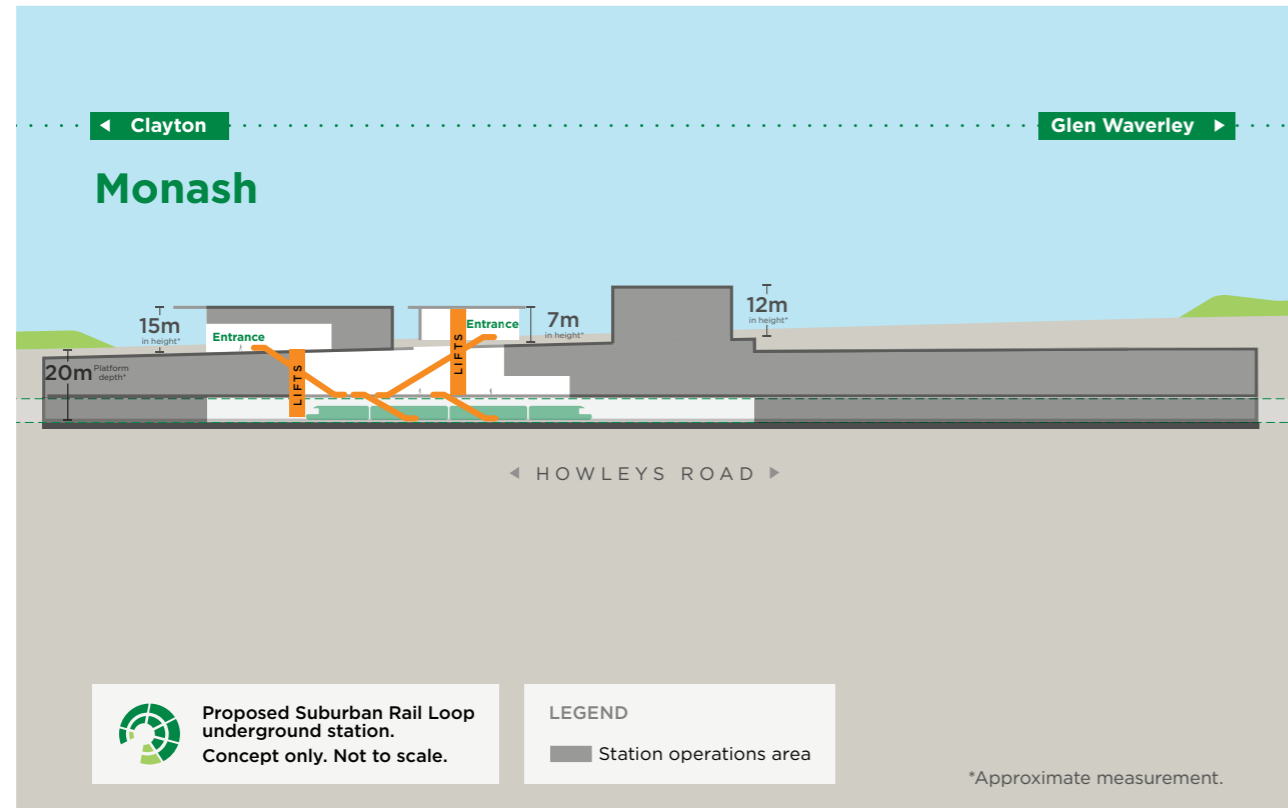 Clayton
Glen Waverley
Monash
15m
in height*
Entrance
Entrance
7m
in height*
12m
in height*
20m Platform
depth*
LIFTS
LIFTS
HOWLEYS ROAD
Proposed Suburban Rail Loop
underground station.
Concept only. Not to scale.
LEGEND
Station operations area
*Approximate measurement.